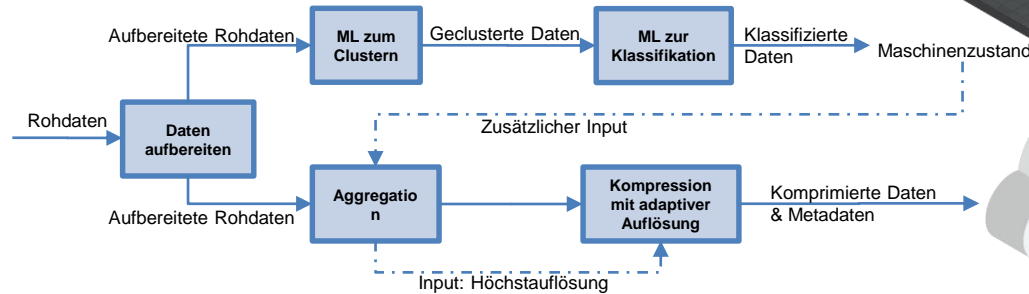 Aufbereitete Rohdaten
ML zum
Clustern
Geclusterte Daten
ML zur
Klassifikation
Klassifizierte
Daten
Maschinenzustand
Rohdaten
Daten
aufbereiten
Zusätzlicher Input
Aufbereitete Rohdaten
Aggregatio
n
Kompression
mit adaptiver
Auflösung
Komprimierte Daten
& Metadaten
Input: Höchstauflösung